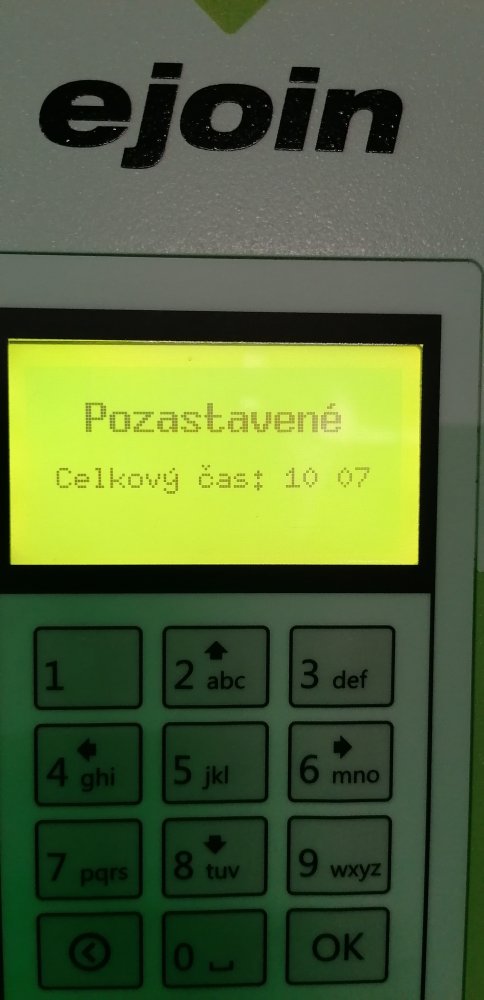 ejoin
Pozastavené
Celkový čas: 10 07
1
2 abc
3 def
4 ghi
5 jkl
6 mno
7 pqrs
8 tuv
9 wxyz
0
OK